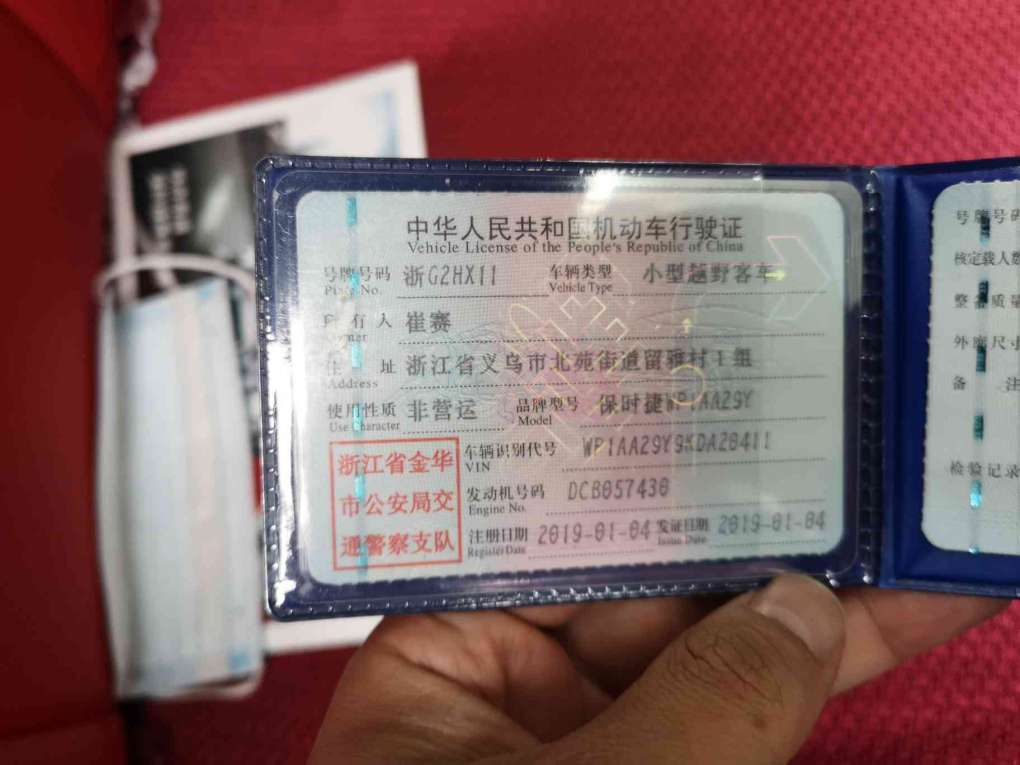 中华人民共和国机动车行驶证
Vehicle License of the People's Republic of China
号牌号码 浙G2HX11 车辆类型 小型越野客车
Plate No. Vehicle Type
所有人 崔赛
Owner
住 址 浙江省义乌市北苑街道留雅村1组
Address
使用性质 非营运 品牌型号 保时捷WP1AA29Y
Use Character Model
车辆识别代号 WP1AA29Y9KDA20411
VIN
发动机号码 DCB057430
Engine No.
注册日期 2019-01-04 发证日期 2019-01-04
Register Date Issue Date
浙江省金华
市公安局交
通警察支队
号牌号码
核定载人数
整备质量
外廓尺寸
备 注
检验记录